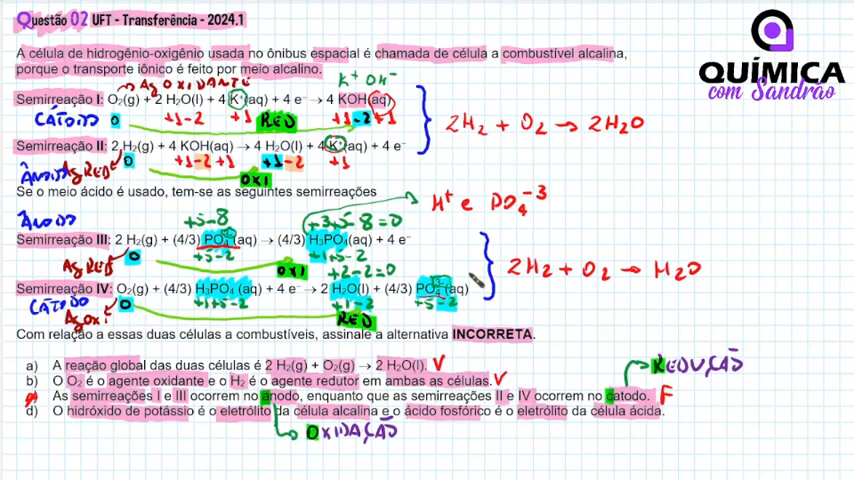 Questão 02 UFT - Transferência - 2024.1
QUÍMICA
com Sandrão
A célula de hidrogênio-oxigênio usada no ônibus espacial é chamada de célula a combustível alcalina,
porque o transporte iônico é feito por meio alcalino.
K⁺ OH⁻
Ag OXIDANTE
Semirreação I: O₂(g) + 2 H₂O(l) + 4 K⁺(aq) + 4 e⁻ → 4 KOH(aq)
CÁTODO 0 +1-2 +1 RED +1-2+1
2H₂ + O₂ → 2H₂O
Semirreação II: 2 H₂(g) + 4 KOH(aq) → 4 H₂O(l) + 4 K⁺(aq) + 4 e⁻
Ag RED 0 +1-2 +1 +1-2 +1
ÂNODO OXI
Se o meio ácido é usado, tem-se as seguintes semirreações
H⁺ e PO₄⁻³
ÂNODO +5-8 +3+5-8=0
Semirreação III: 2 H₂(g) + (4/3) PO₄³⁻(aq) → (4/3) H₃PO₄(aq) + 4 e⁻
0 +5-2 +1+5-2
Ag RED OXI +2-2=0
2H₂ + O₂ → H₂O
Semirreação IV: O₂(g) + (4/3) H₃PO₄ (aq) + 4 e⁻ → 2 H₂O(l) + (4/3) PO₄³⁻(aq)
CÁTODO 0 +1+5-2 +1-2 +5-2
Ag OXI RED
Com relação a essas duas células a combustíveis, assinale a alternativa INCORRETA.
REDUÇÃO
a) A reação global das duas células é 2 H₂(g) + O₂(g) → 2 H₂O(l). V
b) O O₂ é o agente oxidante e o H₂ é o agente redutor em ambas as células. V
As semirreações I e III ocorrem no ânodo, enquanto que as semirreações II e IV ocorrem no catodo. F
d) O hidróxido de potássio é o eletrólito da célula alcalina e o ácido fosfórico é o eletrólito da célula ácida.
OXIDAÇÃO